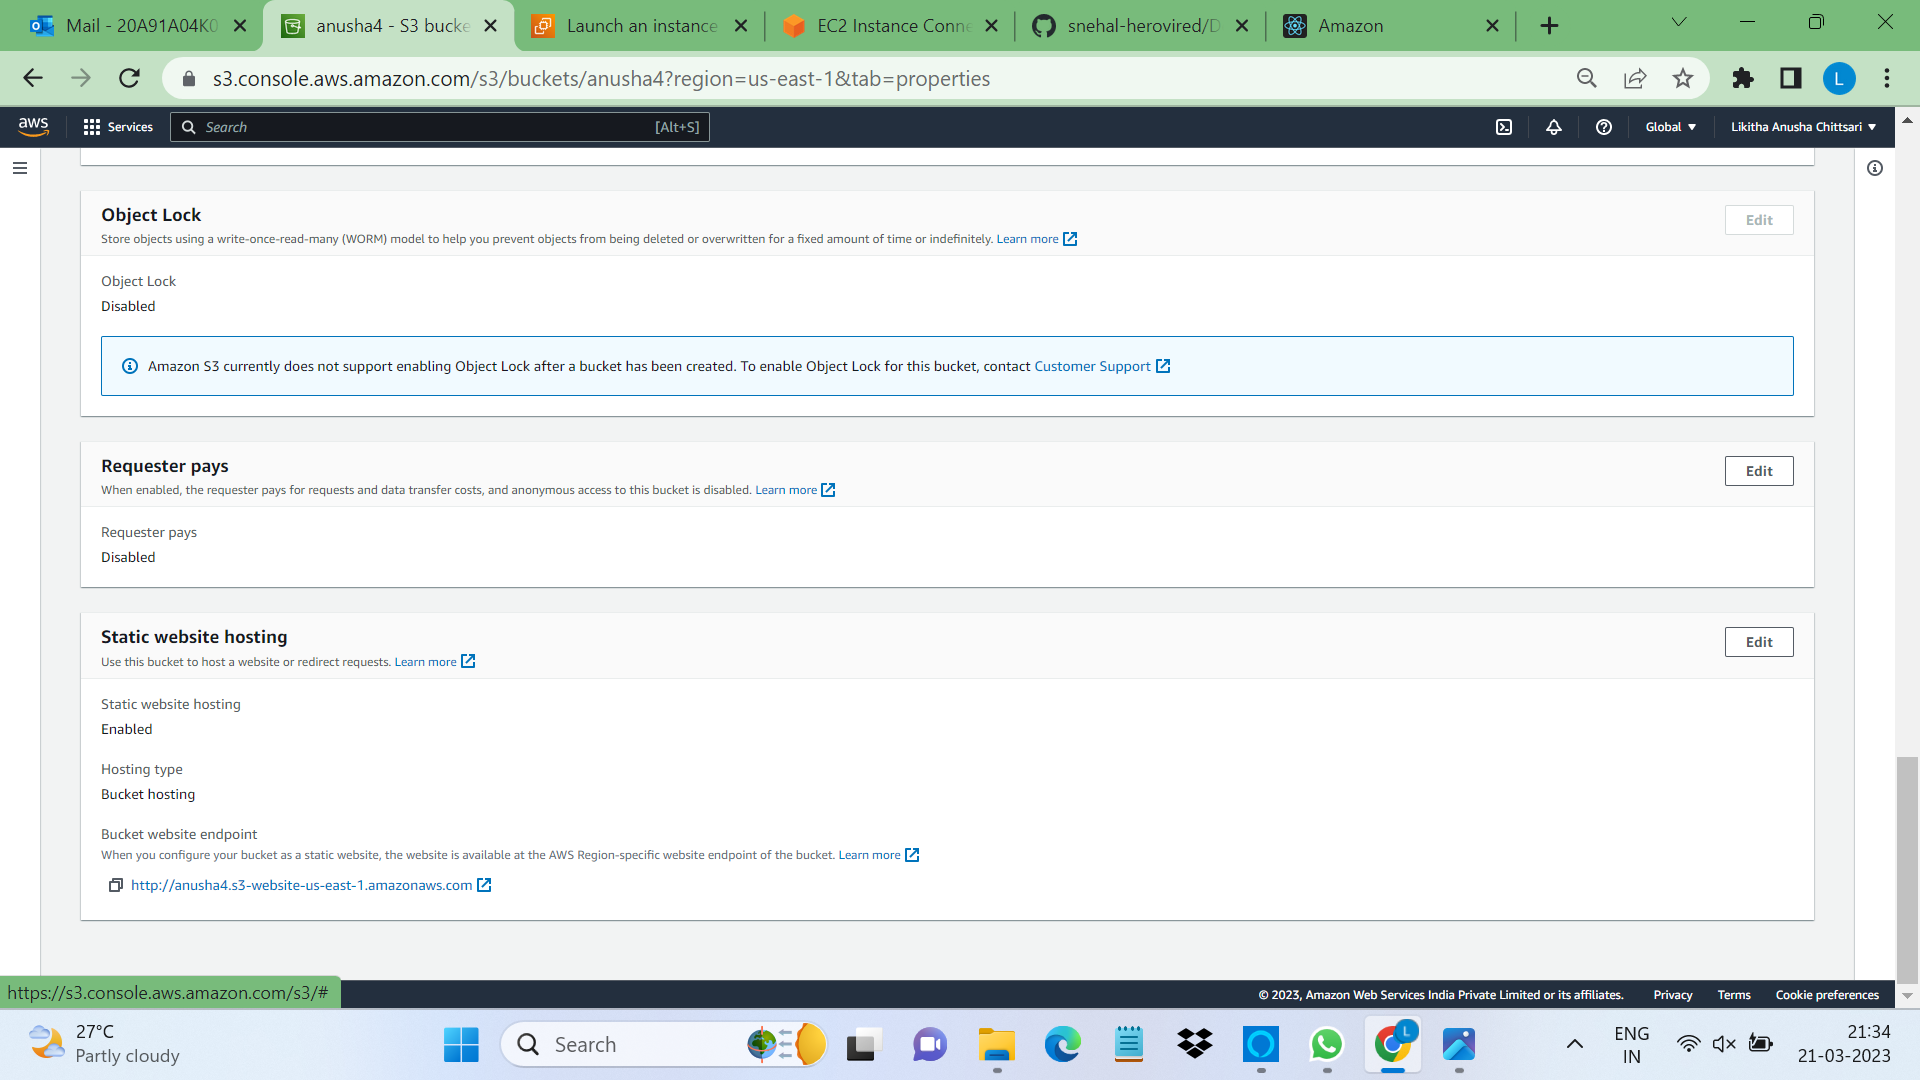 Mail - 20A91A04K0
anusha4 - S3 bucke
Launch an instance
EC2 Instance Conne
snehal-herovired/D
Amazon
s3.console.aws.amazon.com/s3/buckets/anusha4?region=us-east-1&tab=properties
L
aws
Services
Search
[Alt+S]
Global
Likitha Anusha Chittsari
Object Lock
Edit
Store objects using a write-once-read-many (WORM) model to help you prevent objects from being deleted or overwritten for a fixed amount of time or indefinitely. Learn more
Object Lock
Disabled
Amazon S3 currently does not support enabling Object Lock after a bucket has been created. To enable Object Lock for this bucket, contact Customer Support
Requester pays
Edit
When enabled, the requester pays for requests and data transfer costs, and anonymous access to this bucket is disabled. Learn more
Requester pays
Disabled
Static website hosting
Edit
Use this bucket to host a website or redirect requests. Learn more
Static website hosting
Enabled
Hosting type
Bucket hosting
Bucket website endpoint
When you configure your bucket as a static website, the website is available at the AWS Region-specific website endpoint of the bucket. Learn more
http://anusha4.s3-website-us-east-1.amazonaws.com
https://s3.console.aws.amazon.com/s3/#
© 2023, Amazon Web Services India Private Limited or its affiliates.
Privacy
Terms
Cookie preferences
27°C
Partly cloudy
Search
L
ENG
IN
21:34
21-03-2023